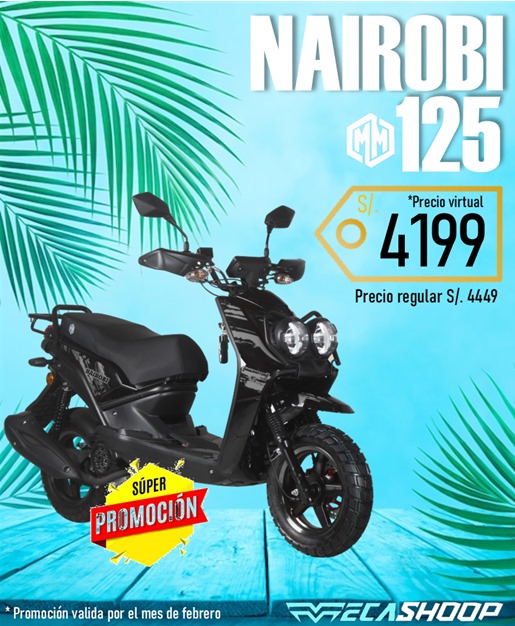 NAIROBI
MM 125
*Precio virtual
S/. 4199
Precio regular S/. 4449
NAIROBI
SÚPER
PROMOCIÓN
* Promoción valida por el mes de febrero
MECASHOOP